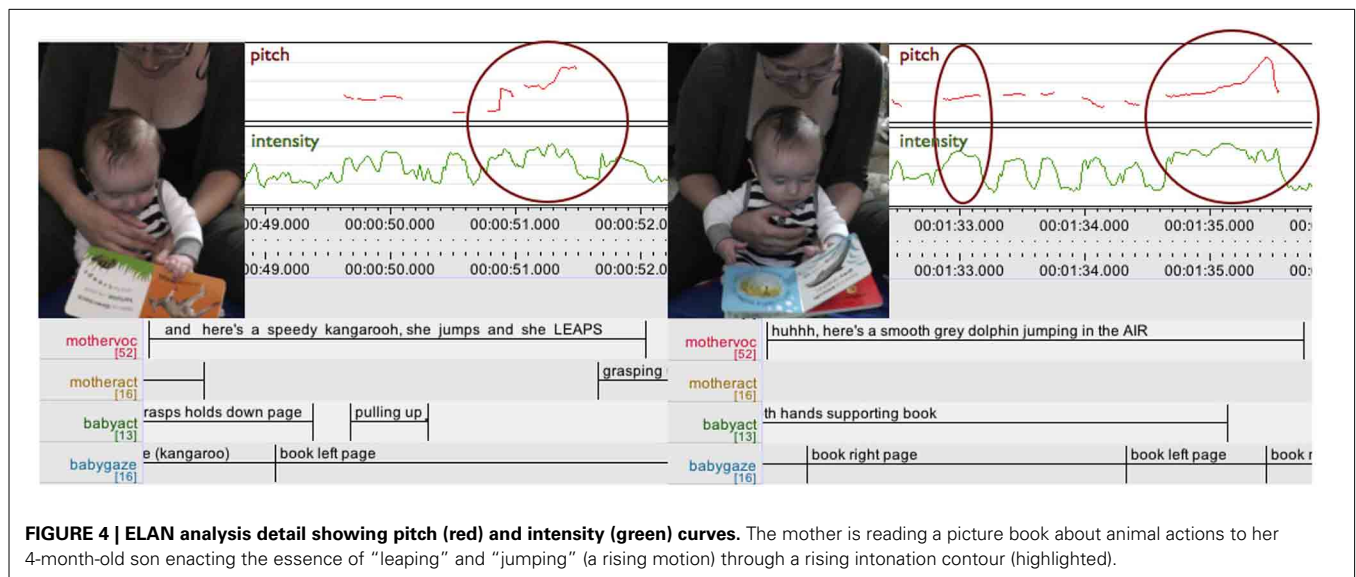 pitch
intensity
00:49.000 00:00:50.000 00:00:51.000 00:00:52.0
00:49.000 00:00:50.000 00:00:51.000 00:00:52.0
and here's a speedy kangarooh, she jumps and she LEAPS
mothervoc
[52]
motheract
[16]
grasping
babyact
[13]
rasps holds down page
pulling up
babygaze
[16]
e (kangaroo)
book left page
pitch
intensity
00:01:33.000 00:01:34.000 00:01:35.000 00:
00:01:33.000 00:01:34.000 00:01:35.000 00:
huhhh, here's a smooth grey dolphin jumping in the AIR
mothervoc
[52]
motheract
[16]
babyact
[13]
th hands supporting book
babygaze
[16]
book right page
book left page
book r
FIGURE 4 | ELAN analysis detail showing pitch (red) and intensity (green) curves. The mother is reading a picture book about animal actions to her
4-month-old son enacting the essence of “leaping” and “jumping” (a rising motion) through a rising intonation contour (highlighted).